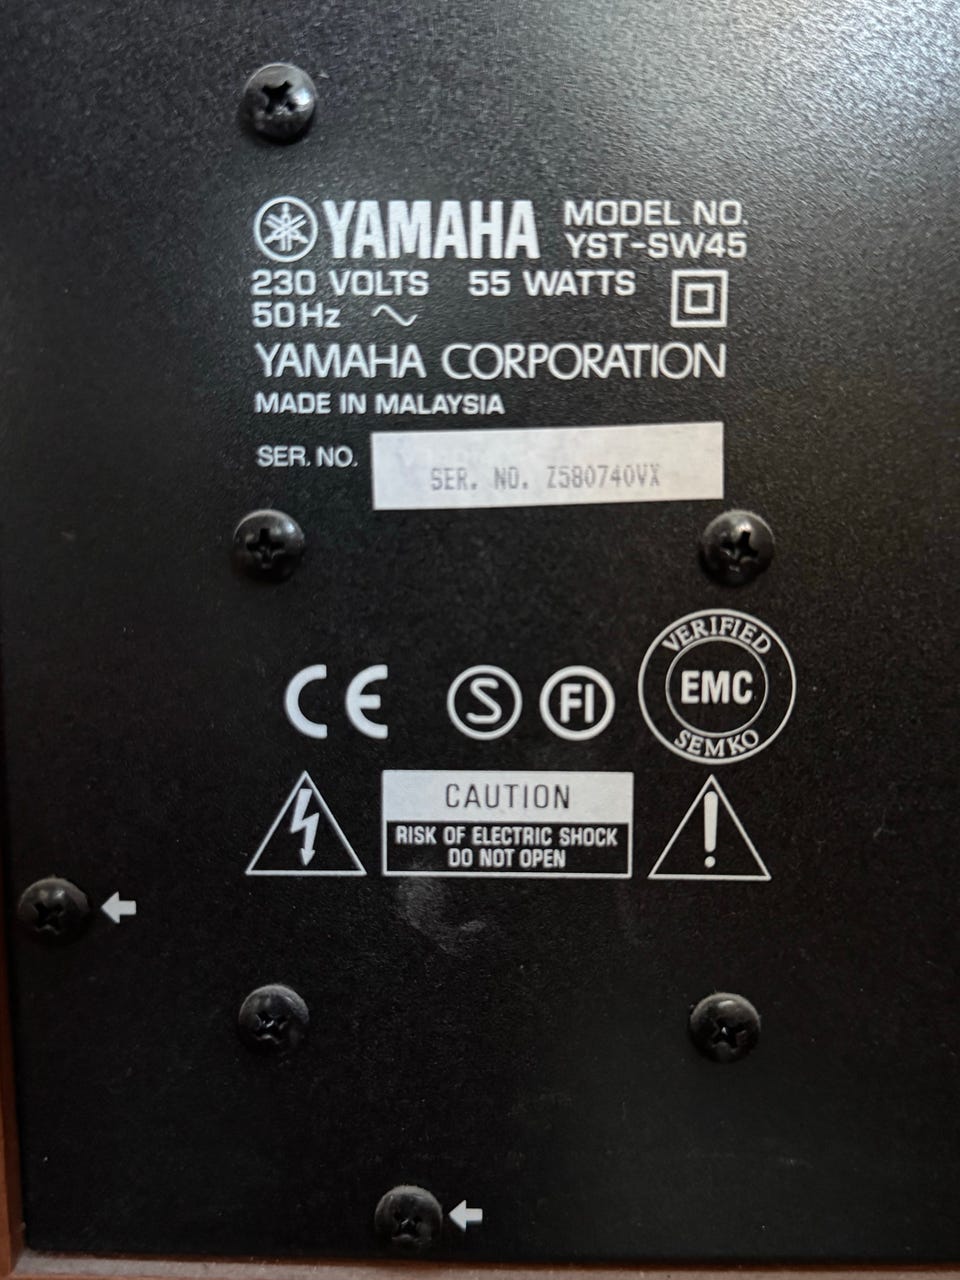 YAMAHA MODEL NO.
YST-SW45
230 VOLTS 55 WATTS
50Hz
YAMAHA CORPORATION
MADE IN MALAYSIA
SER. NO.
SER. NO. Z580740VX
CE S FI VERIFIED
EMC
SEMKO
CAUTION
RISK OF ELECTRIC SHOCK
DO NOT OPEN